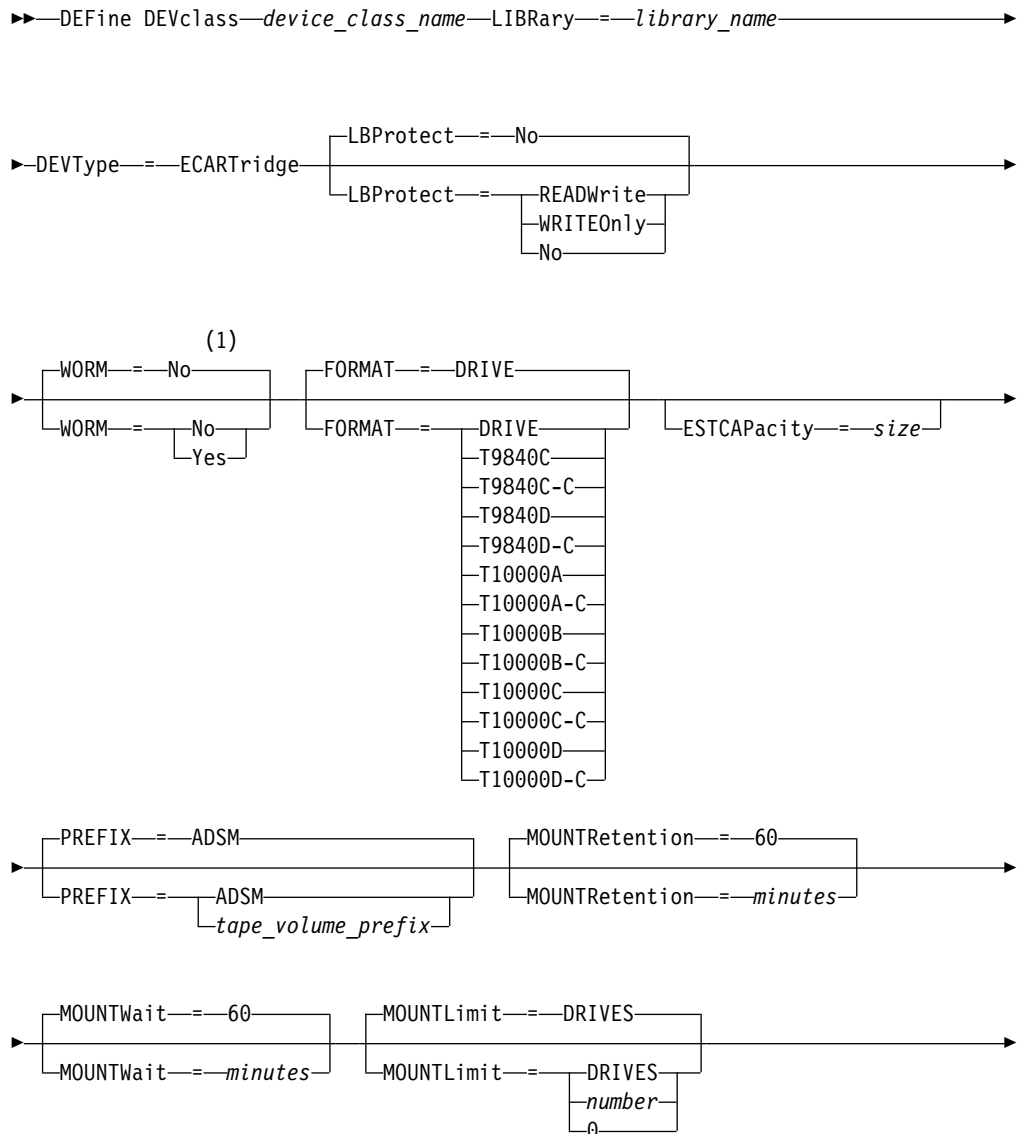 DEFine DEVclass device_class_name LIBRary = library_name
LBProtect = No
DEVType = ECARTridge
LBProtect = READWrite
WRITEOnly
No
(1)
WORM = No FORMAT = DRIVE
WORM = No FORMAT = DRIVE ESTCAPacity = size
Yes T9840C
T9840C-C
T9840D
T9840D-C
T10000A
T10000A-C
T10000B
T10000B-C
T10000C
T10000C-C
T10000D
T10000D-C
PREFIX = ADSM MOUNTRetention = 60
PREFIX = ADSM MOUNTRetention = minutes
tape_volume_prefix
MOUNTWait = 60 MOUNTLimit = DRIVES
MOUNTWait = minutes MOUNTLimit = DRIVES
number
0